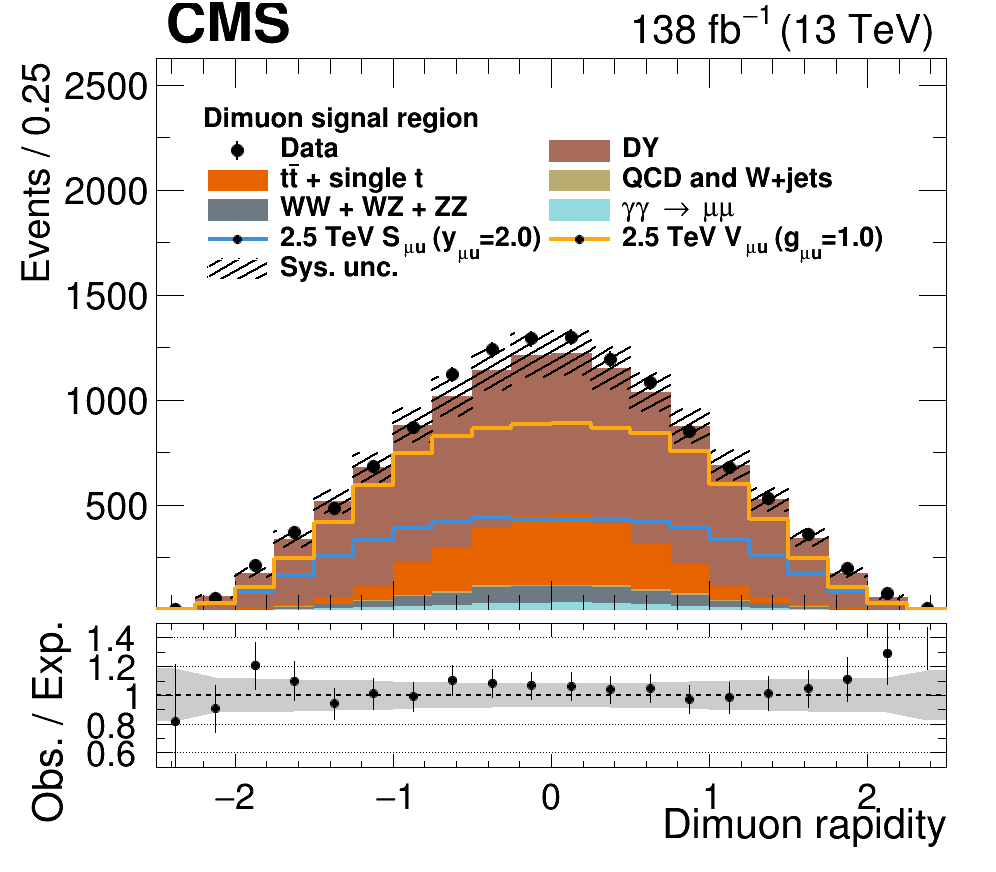 CMS 138 fb⁻¹ (13 TeV)
Events / 0.25
2500
2000
1500
1000
500
Dimuon signal region
Data DY
tt̄ + single t QCD and W+jets
WW + WZ + ZZ γγ → μμ
2.5 TeV S_μu (y_μu=2.0) 2.5 TeV V_μu (g_μu=1.0)
Sys. unc.
Obs. / Exp.
1.4
1.2
1
0.8
0.6
−2 −1 0 1 2
Dimuon rapidity